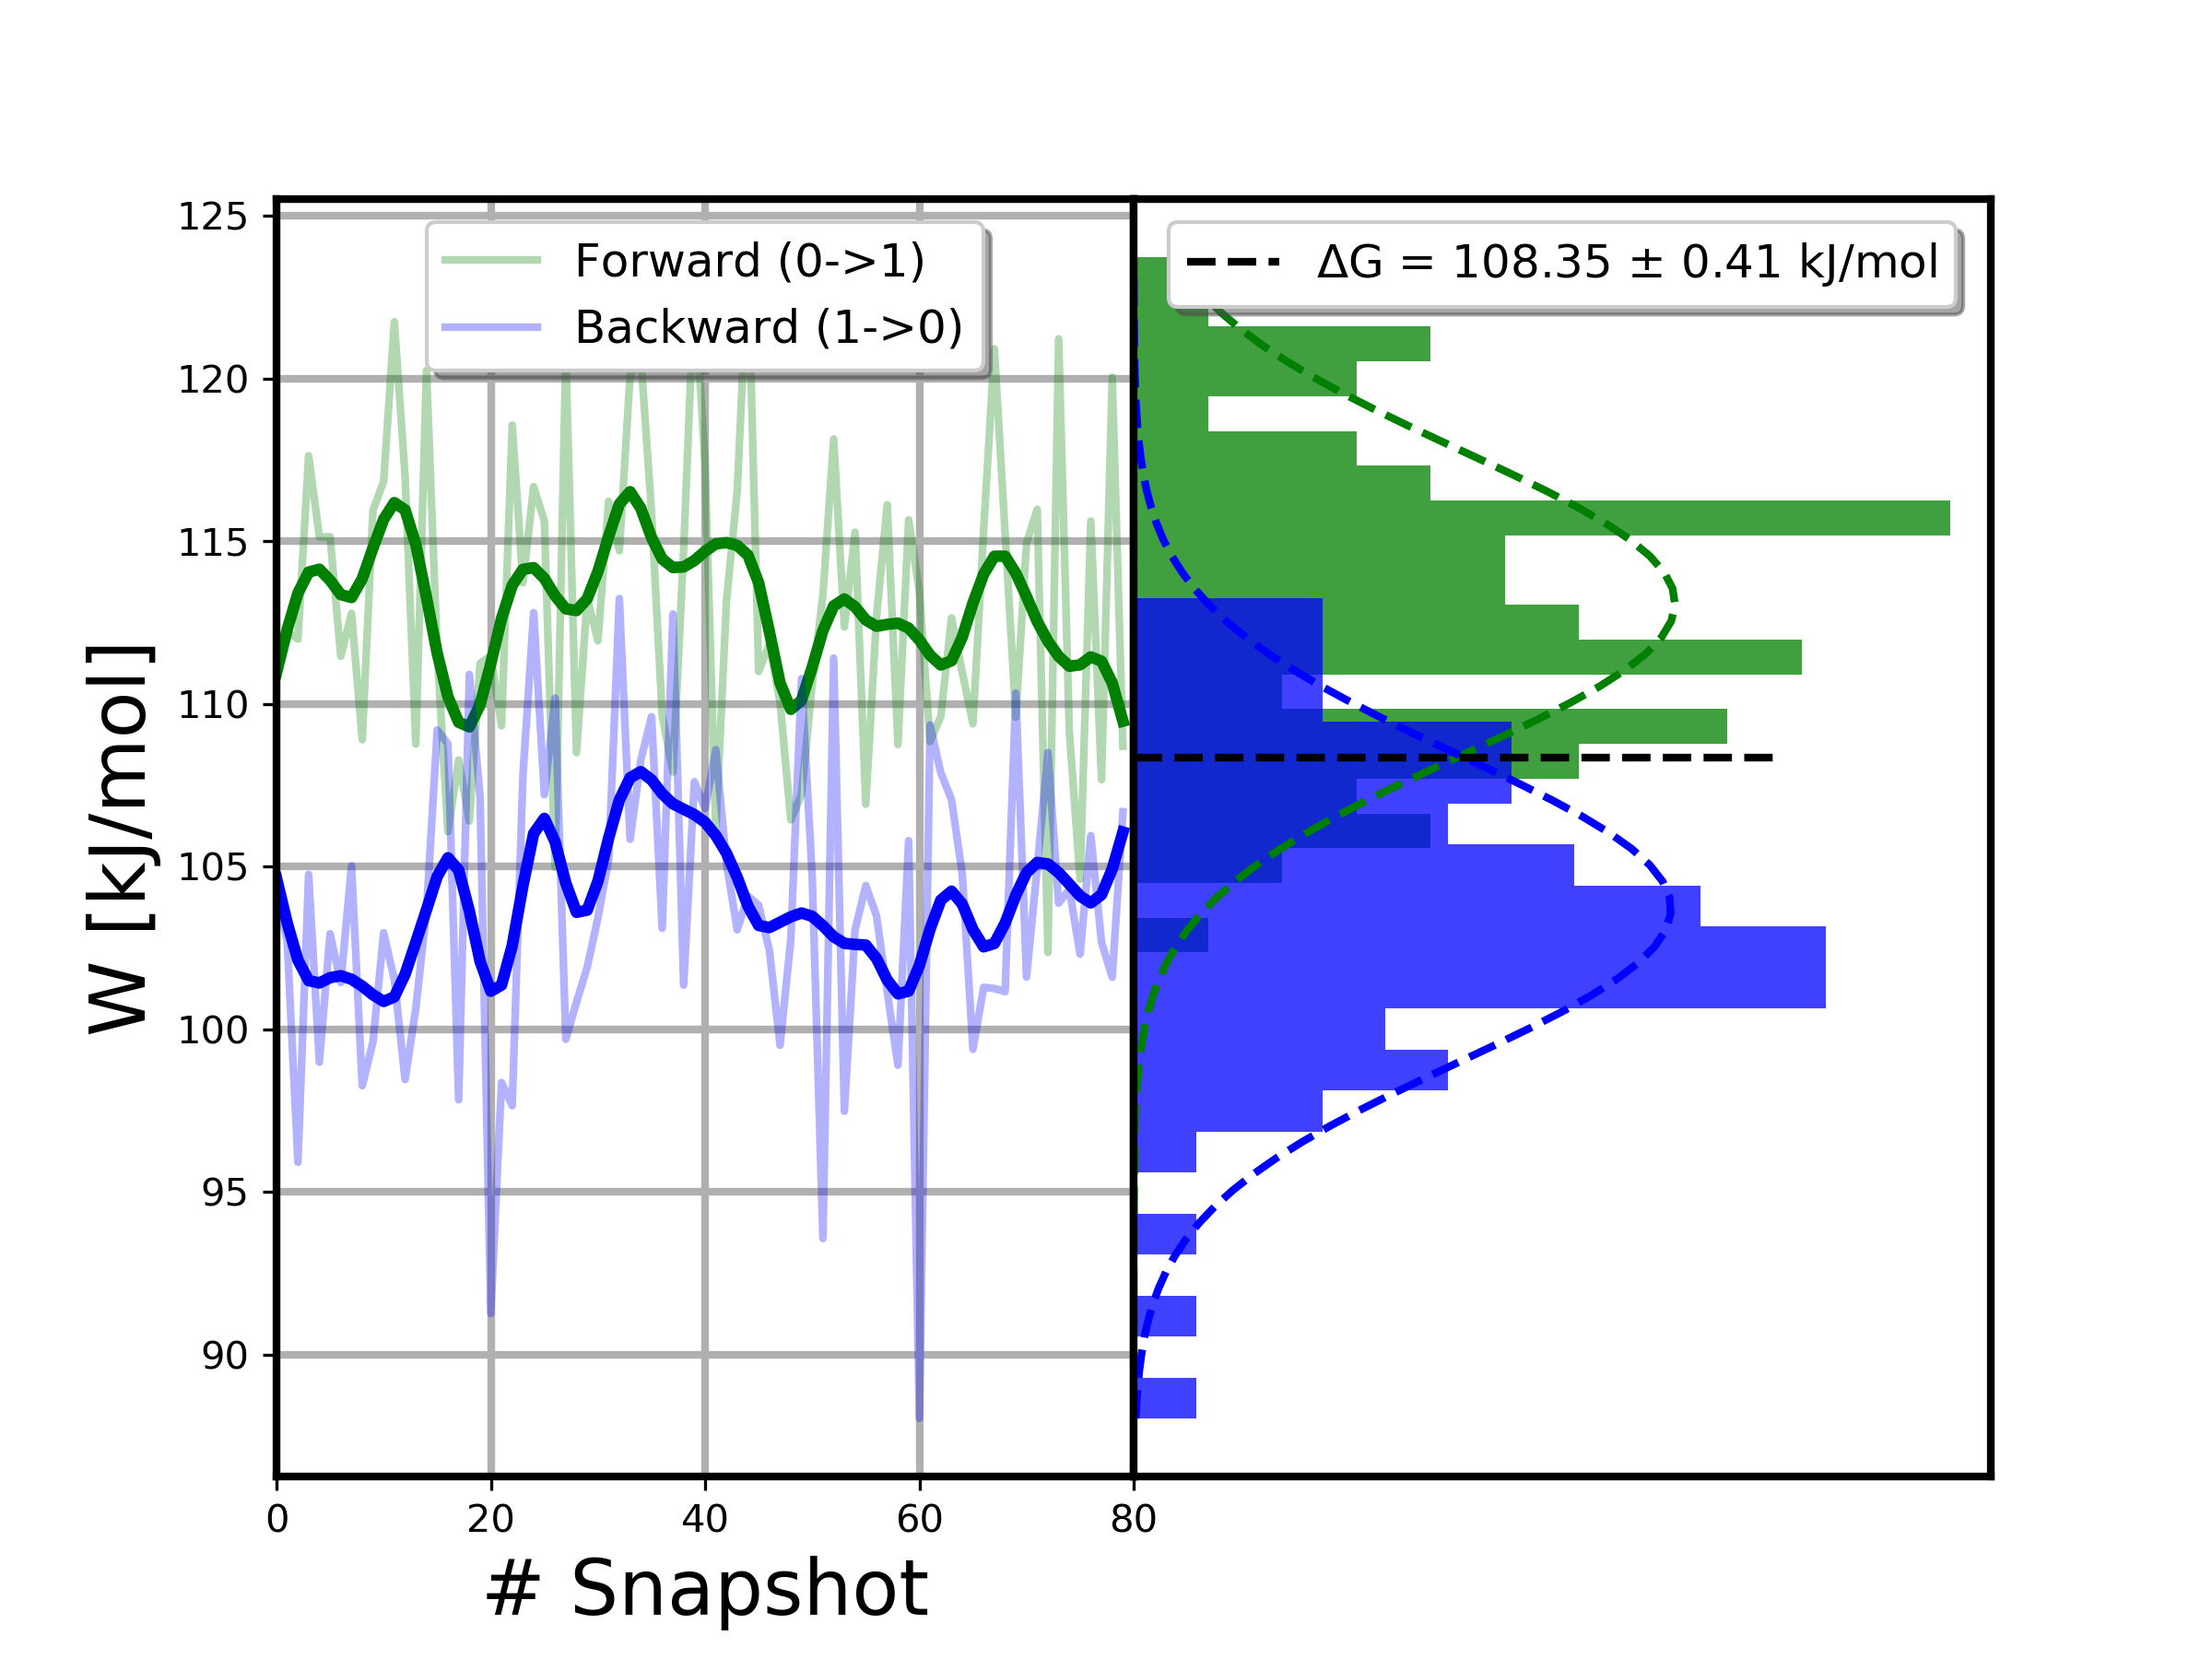 W [kJ/mol]
125
120
115
110
105
100
95
90
Forward (0->1)
Backward (1->0)
ΔG = 108.35 ± 0.41 kJ/mol
0 20 40 60 80
# Snapshot